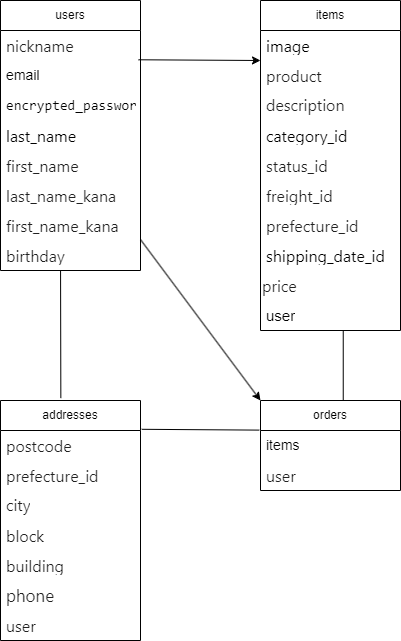 users
nickname
email
encrypted_passwor
last_name
first_name
last_name_kana
first_name_kana
birthday
items
image
product
description
category_id
status_id
freight_id
prefecture_id
shipping_date_id
price
user
addresses
postcode
prefecture_id
city
block
building
phone
user
orders
items
user